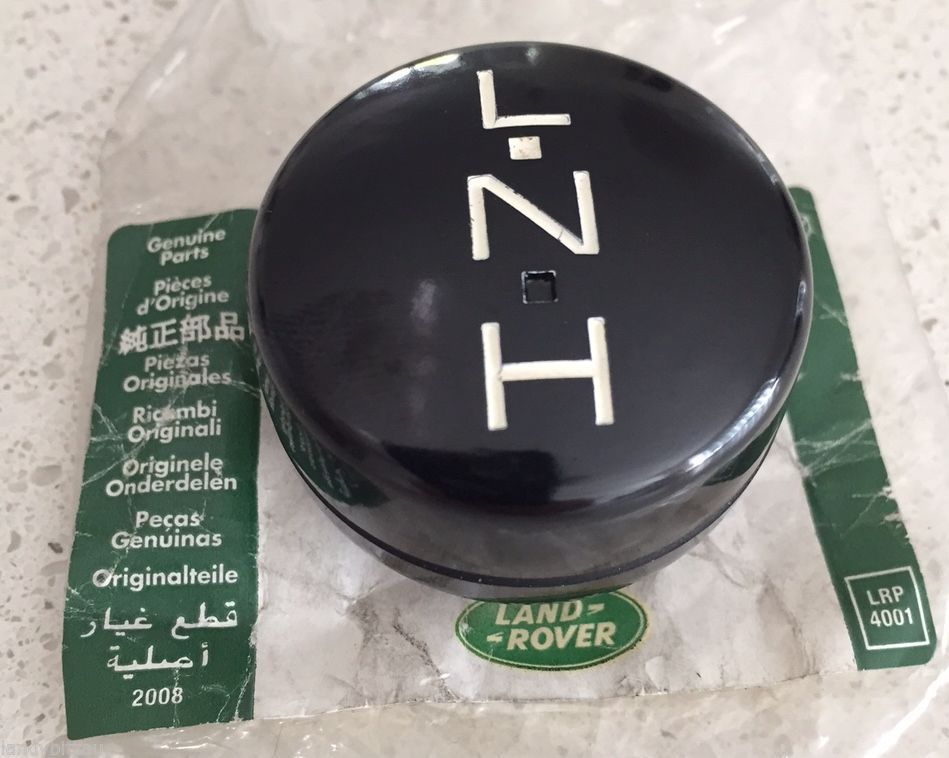 L
N
H
Genuine
Parts
Pièces
d'Origine
純正部品
Piezas
Originales
Ricambi
Originali
Originele
Onderdelen
Peças
Genuinas
Originalteile
قطع غيار
أصلية
2008
LAND-
-ROVER
LRP
4001